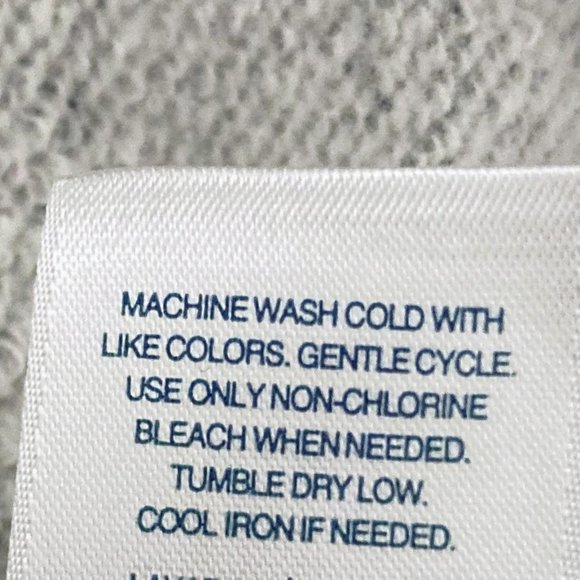 MACHINE WASH COLD WITH
LIKE COLORS. GENTLE CYCLE.
USE ONLY NON-CHLORINE
BLEACH WHEN NEEDED.
TUMBLE DRY LOW.
COOL IRON IF NEEDED.